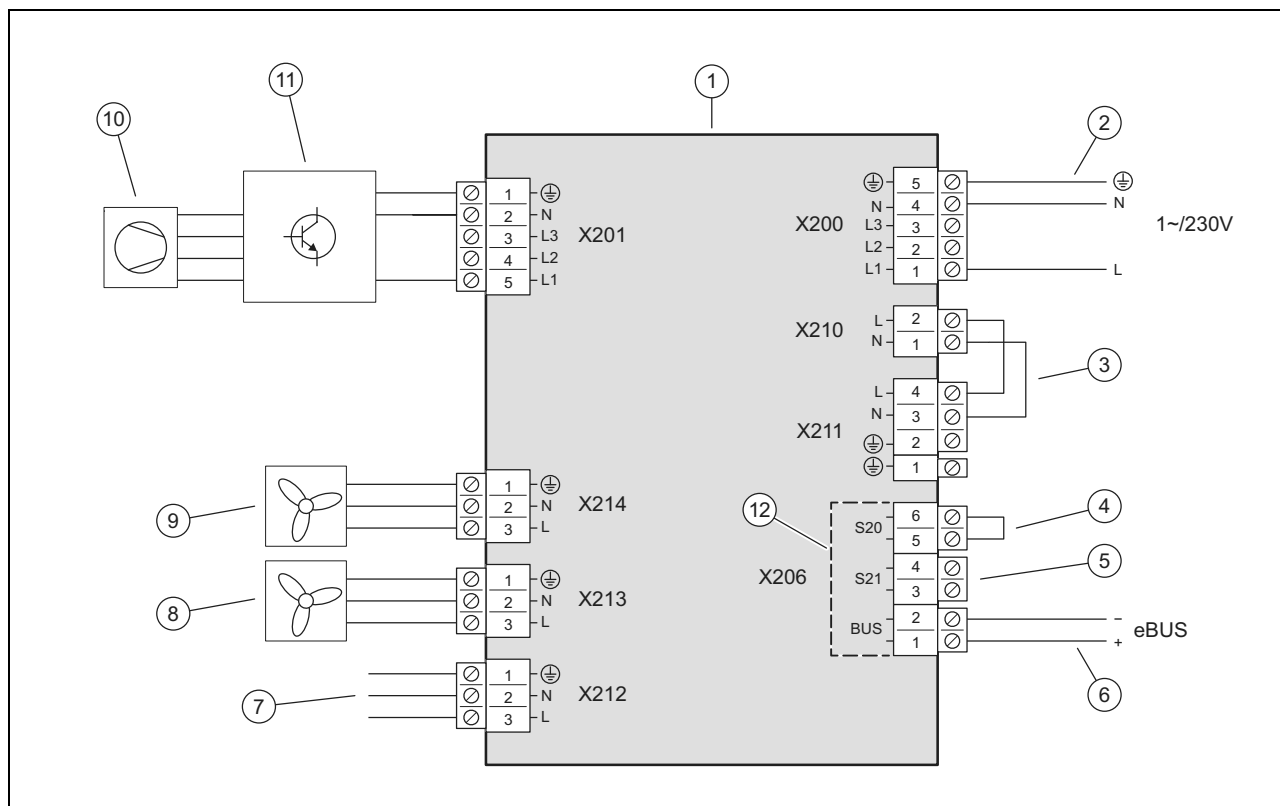 11
1
10
2
1
2 N
3 L3
4 L2
5 L1
X201
5
N 4
L3 3
L2 2
L1 1
X200
N
L
1~/230V
L 2
N 1
X210
3
L 4
N 3
2
1
X211
9
1
2 N
3 L
X214
12
S20
6
5
4
S21
4
3
5
X206
BUS
2
1
–
+
eBUS
6
8
1
2 N
3 L
X213
7
1
2 N
3 L
X212